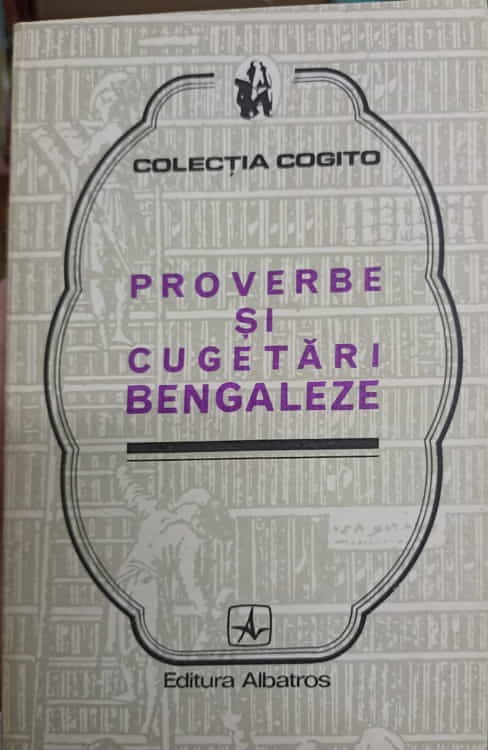 COLECȚIA COGITO
PROVERBE
ȘI
CUGETĂRI
BENGALEZE
Editura Albatros